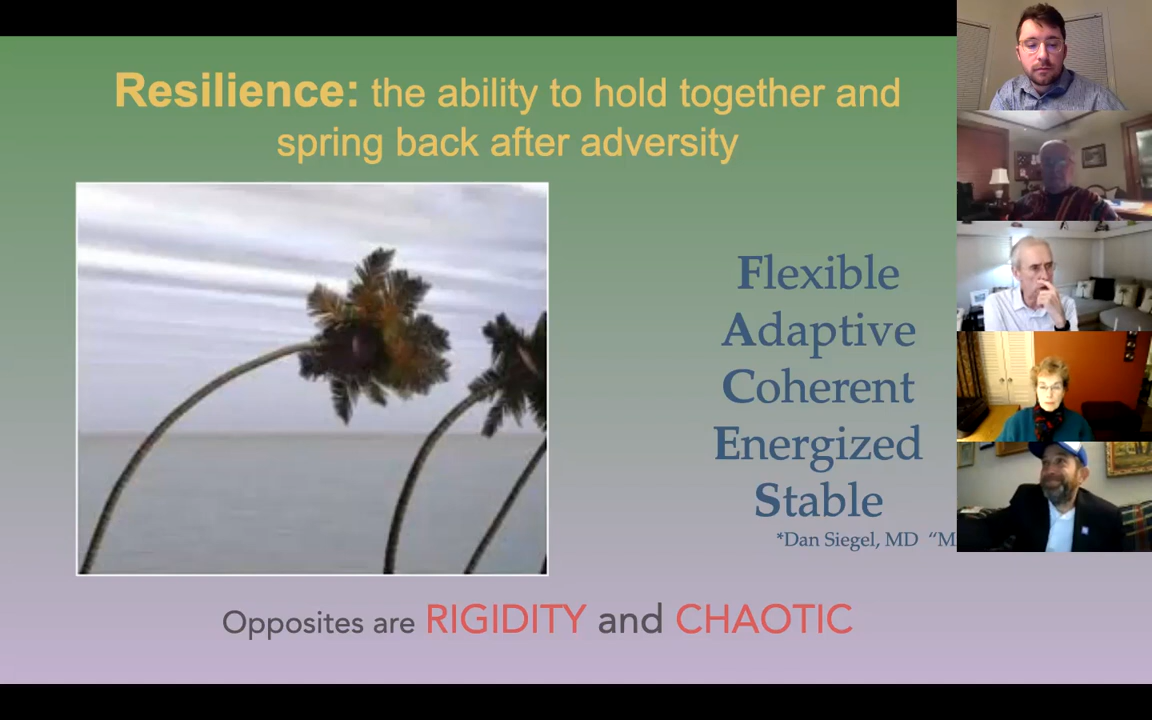 Resilience: the ability to hold together and
spring back after adversity
Flexible
Adaptive
Coherent
Energized
Stable
*Dan Siegel, MD “M
Opposites are RIGIDITY and CHAOTIC